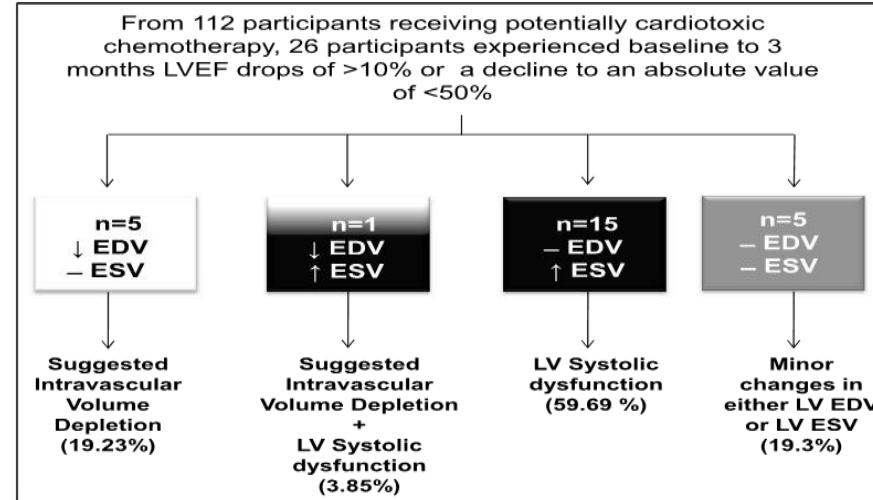 From 112 participants receiving potentially cardiotoxic
chemotherapy, 26 participants experienced baseline to 3
months LVEF drops of >10% or a decline to an absolute value
of <50%
n=5
↓ EDV
– ESV
n=1
↓ EDV
↑ ESV
n=15
– EDV
↑ ESV
n=5
– EDV
– ESV
Suggested
Intravascular
Volume
Depletion
(19.23%)
Suggested
Intravascular
Volume Depletion
+
LV Systolic
dysfunction
(3.85%)
LV Systolic
dysfunction
(59.69 %)
Minor
changes in
either LV EDV
or LV ESV
(19.3%)